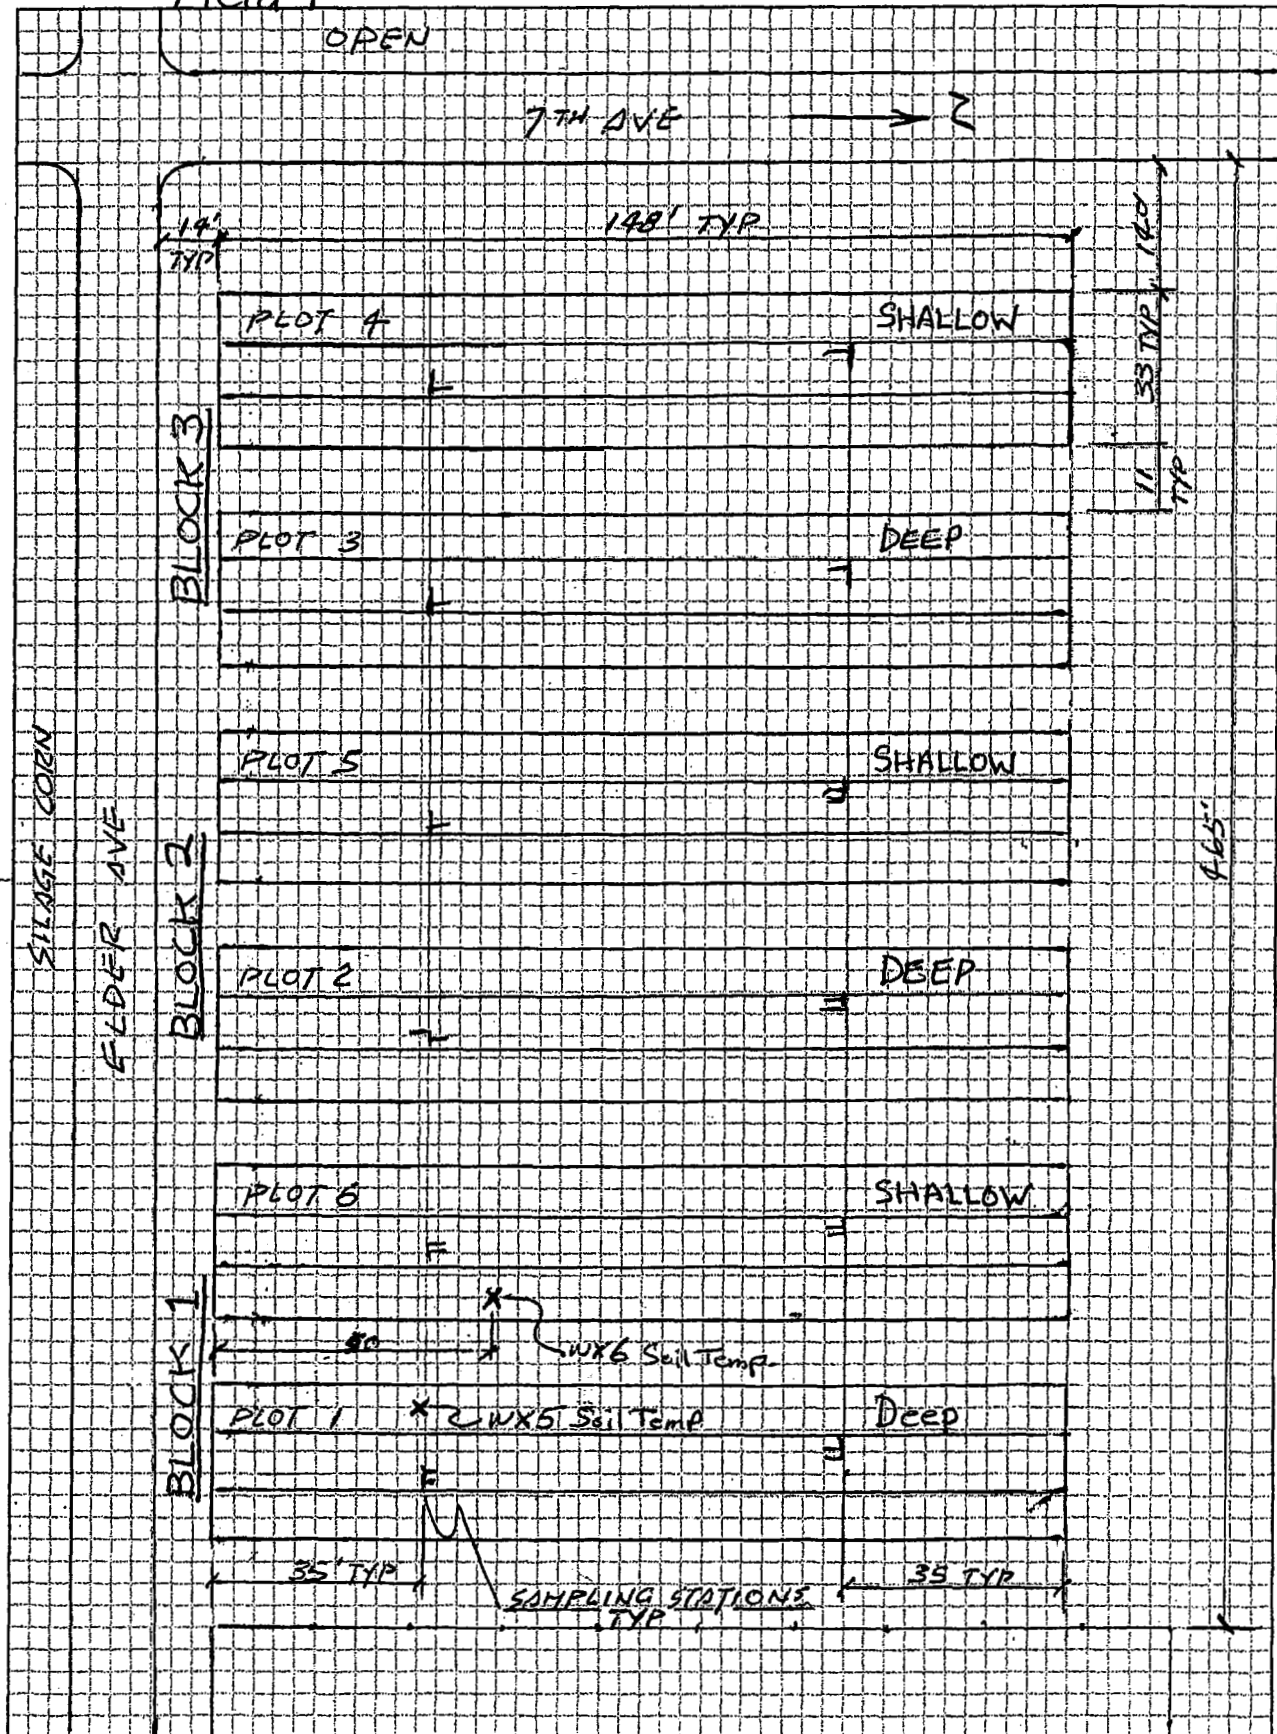 OPEN
7TH AVE
14'
TYP
148' TYP
140
33 TYP
11
TYP
465'
BLOCK 3
PLOT 4 SHALLOW
PLOT 3 DEEP
SILAGE CORN
ELDER AVE
BLOCK 2
PLOT 5 SHALLOW
PLOT 2 DEEP
BLOCK 1
PLOT 6 SHALLOW
WX6 Soil Temp.
PLOT 1 WX5 Soil Temp Deep
35' TYP
35 TYP
SAMPLING STATIONS
TYP